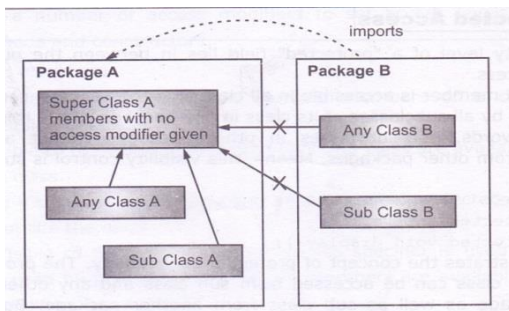 imports
Package A
Package B
Super Class A
members with no
access modifier given
Any Class B
Any Class A
Sub Class B
Sub Class A